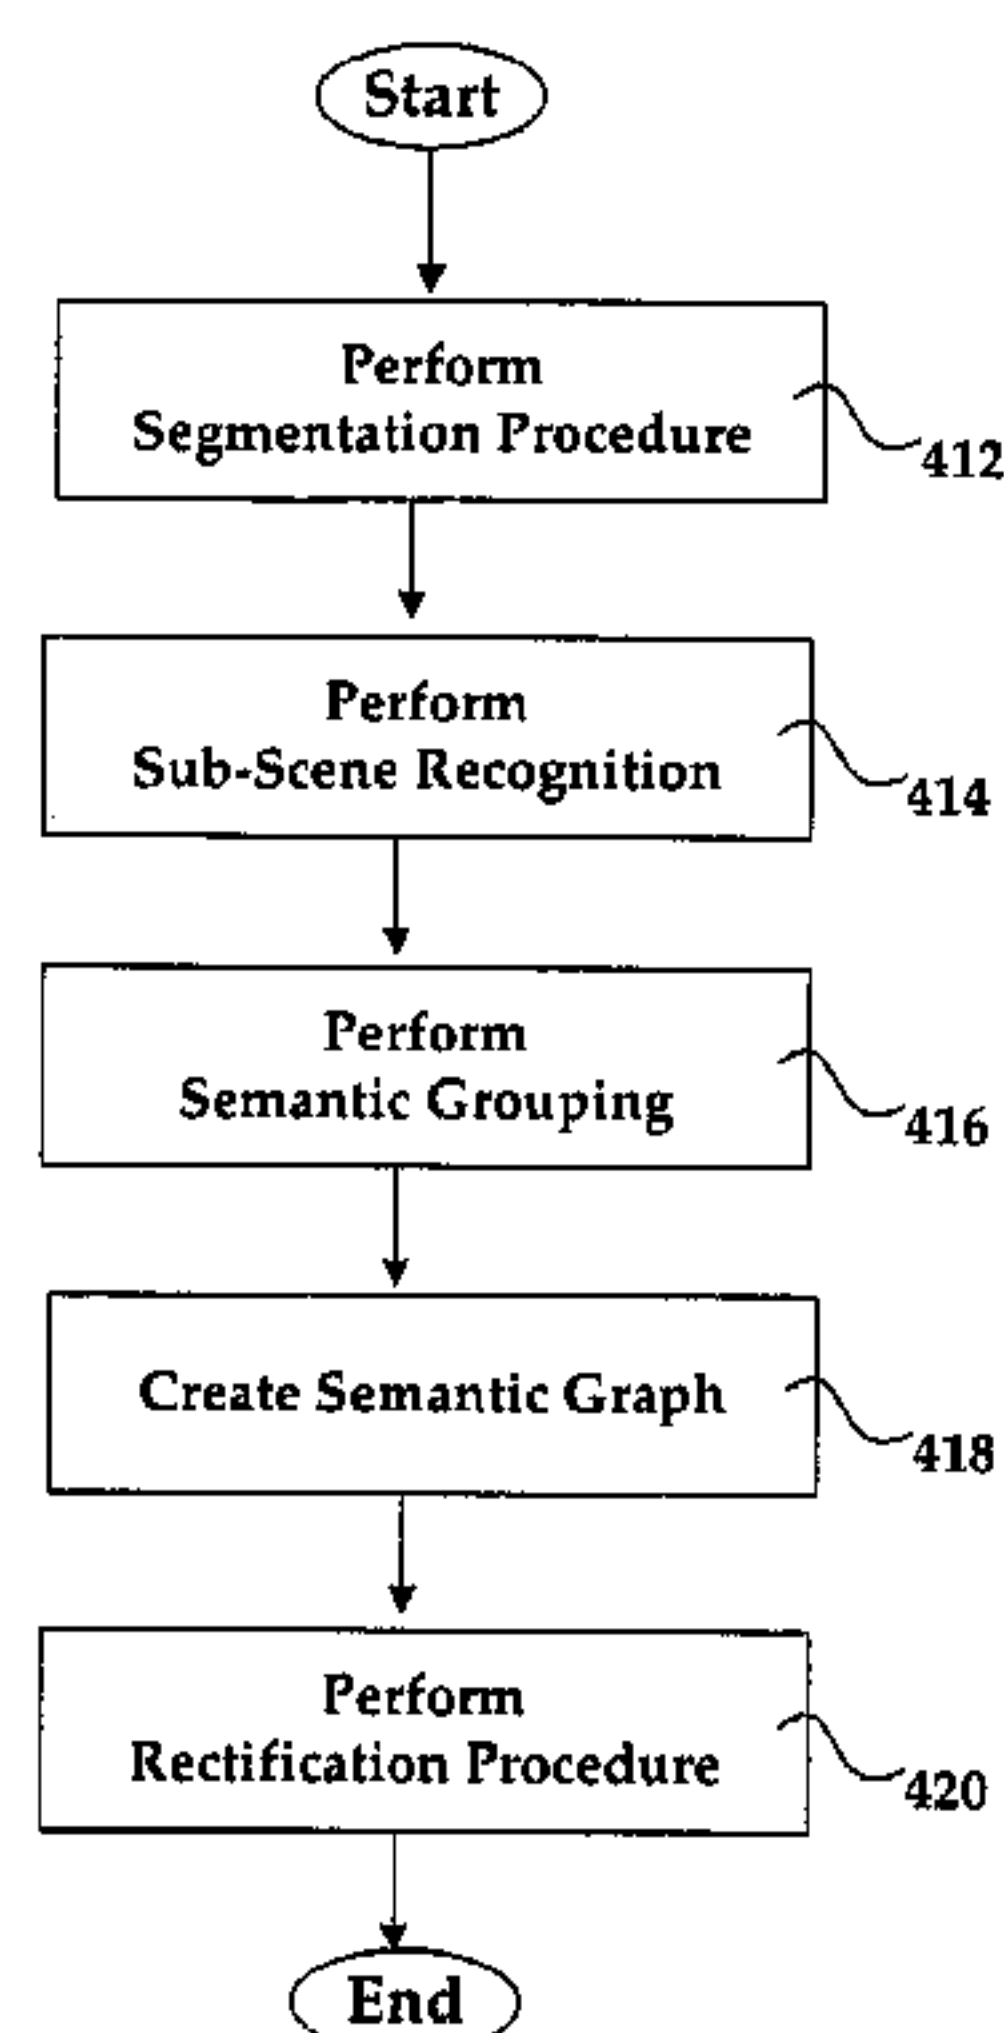 Start
Perform
Segmentation Procedure
412
Perform
Sub-Scene Recognition
414
Perform
Semantic Grouping
416
Create Semantic Graph
418
Perform
Rectification Procedure
420
End